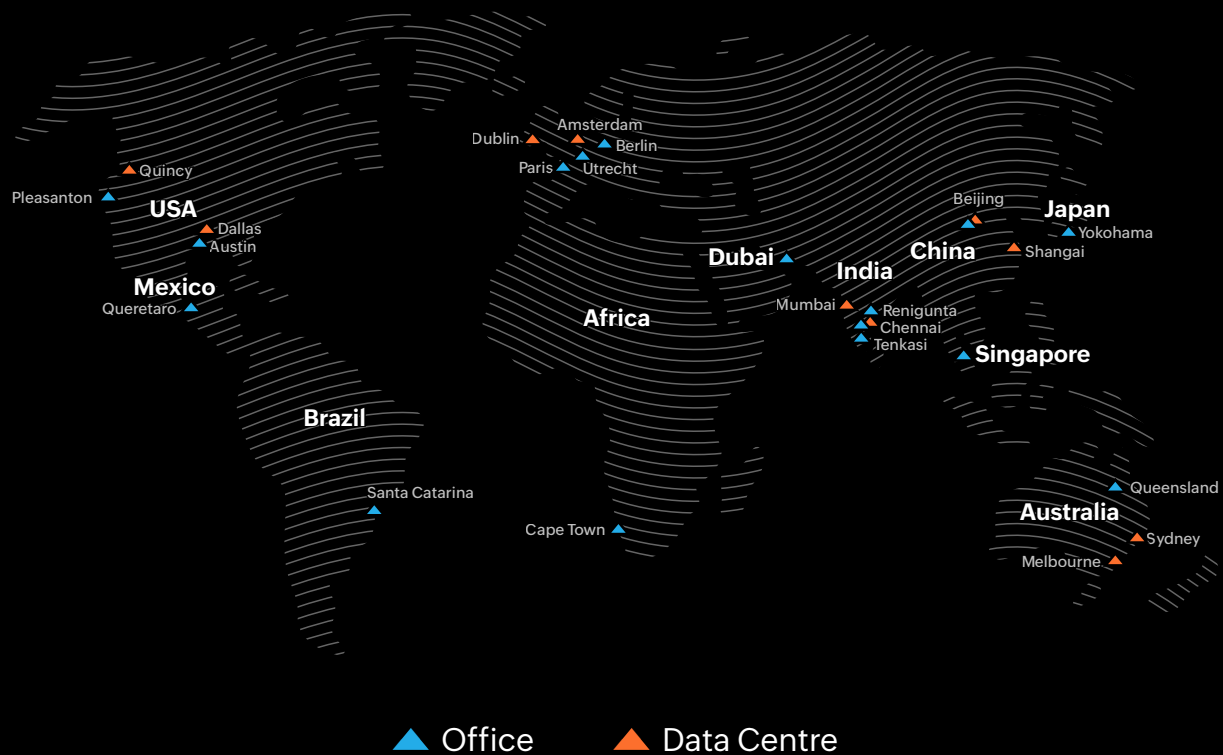 Dublin
Amsterdam
Berlin
Paris
Utrecht
Quincy
Pleasanton
USA
Dallas
Austin
Mexico
Queretaro
Beijing
Japan
Yokohama
China
Shangai
Dubai
India
Mumbai
Renigunta
Chennai
Tenkasi
Africa
Singapore
Brazil
Santa Catarina
Cape Town
Queensland
Australia
Sydney
Melbourne
Office
Data Centre